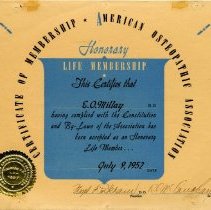 CERTIFICATE OF MEMBERSHIP • AMERICAN OSTEOPATHIC ASSOCIATION
Honorary
LIFE MEMBERSHIP
This Certifies that
E.O. Millay D.O.
having complied with the Constitution
and By-Laws of the Association has
been accepted as an Honorary
Life Member...
July 9, 1952